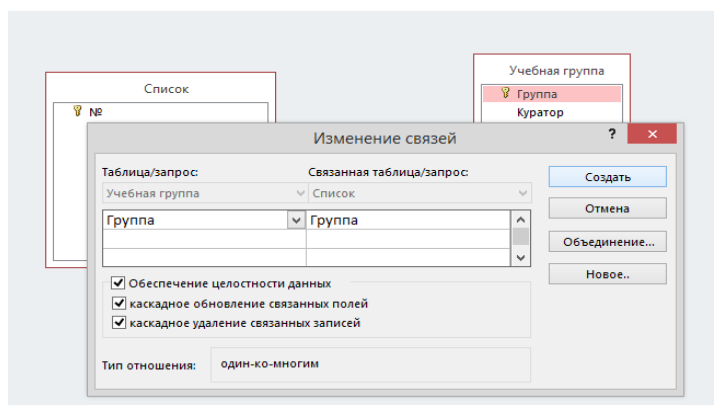 Учебная группа
Список
Группа
№
Куратор
Изменение связей
?
Таблица/запрос:
Связанная таблица/запрос:
Создать
Учебная группа
Список
Отмена
Группа
Группа
Объединение...
Новое..
Обеспечение целостности данных
каскадное обновление связанных полей
каскадное удаление связанных записей
Тип отношения:
один-ко-многим